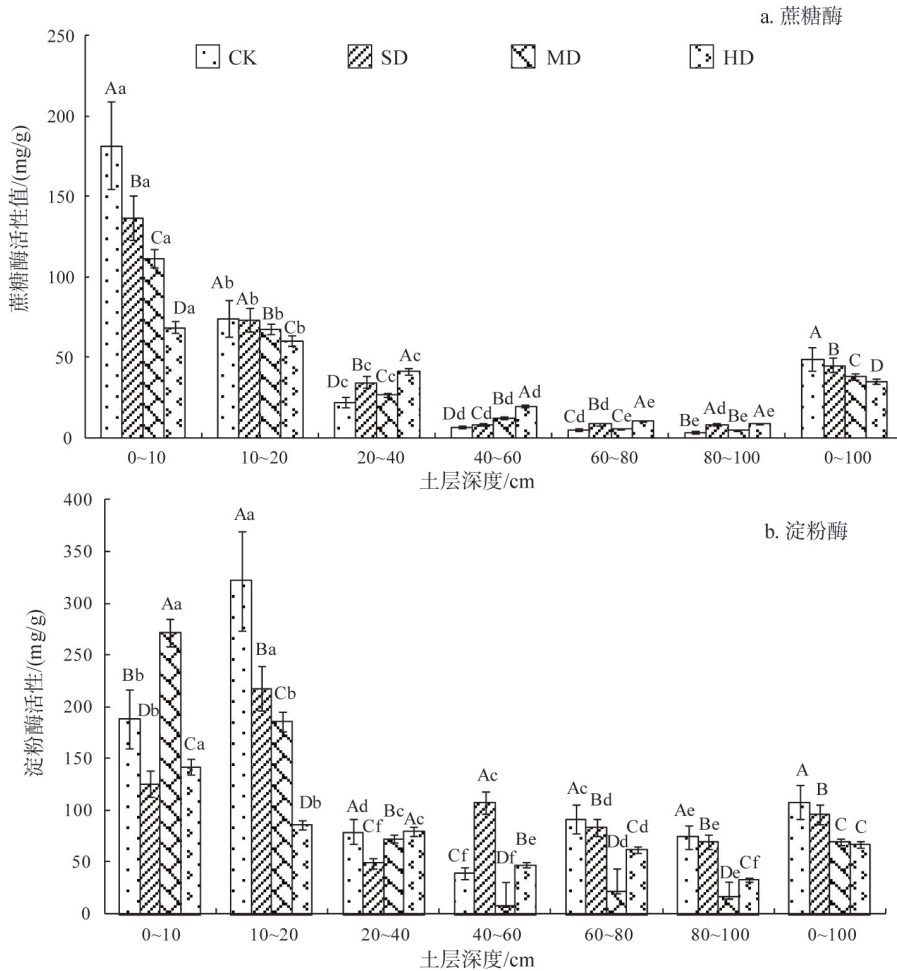 a. 蔗糖酶
CK SD MD HD
蔗糖酶活性值/(mg/g)
250
200
150
100
50
0
Aa Ba Ca Da
Ab Ab Bb Cb
Dc Bc Cc Ac
Dd Cd Bd Ad
Cd Bd Ce Ae
Be Ad Be Ae
A B C D
0~10 10~20 20~40 40~60 60~80 80~100 0~100
土层深度/cm
b. 淀粉酶
淀粉酶活性/(mg/g)
400
350
300
250
200
150
100
50
0
Bb Db Aa Ca
Aa Ba Cb Db
Ad Cf Bc Ac
Cf Ac Df Be
Ac Bd Dd Cd
Ae Be De Cf
A B C C
0~10 10~20 20~40 40~60 60~80 80~100 0~100
土层深度/cm